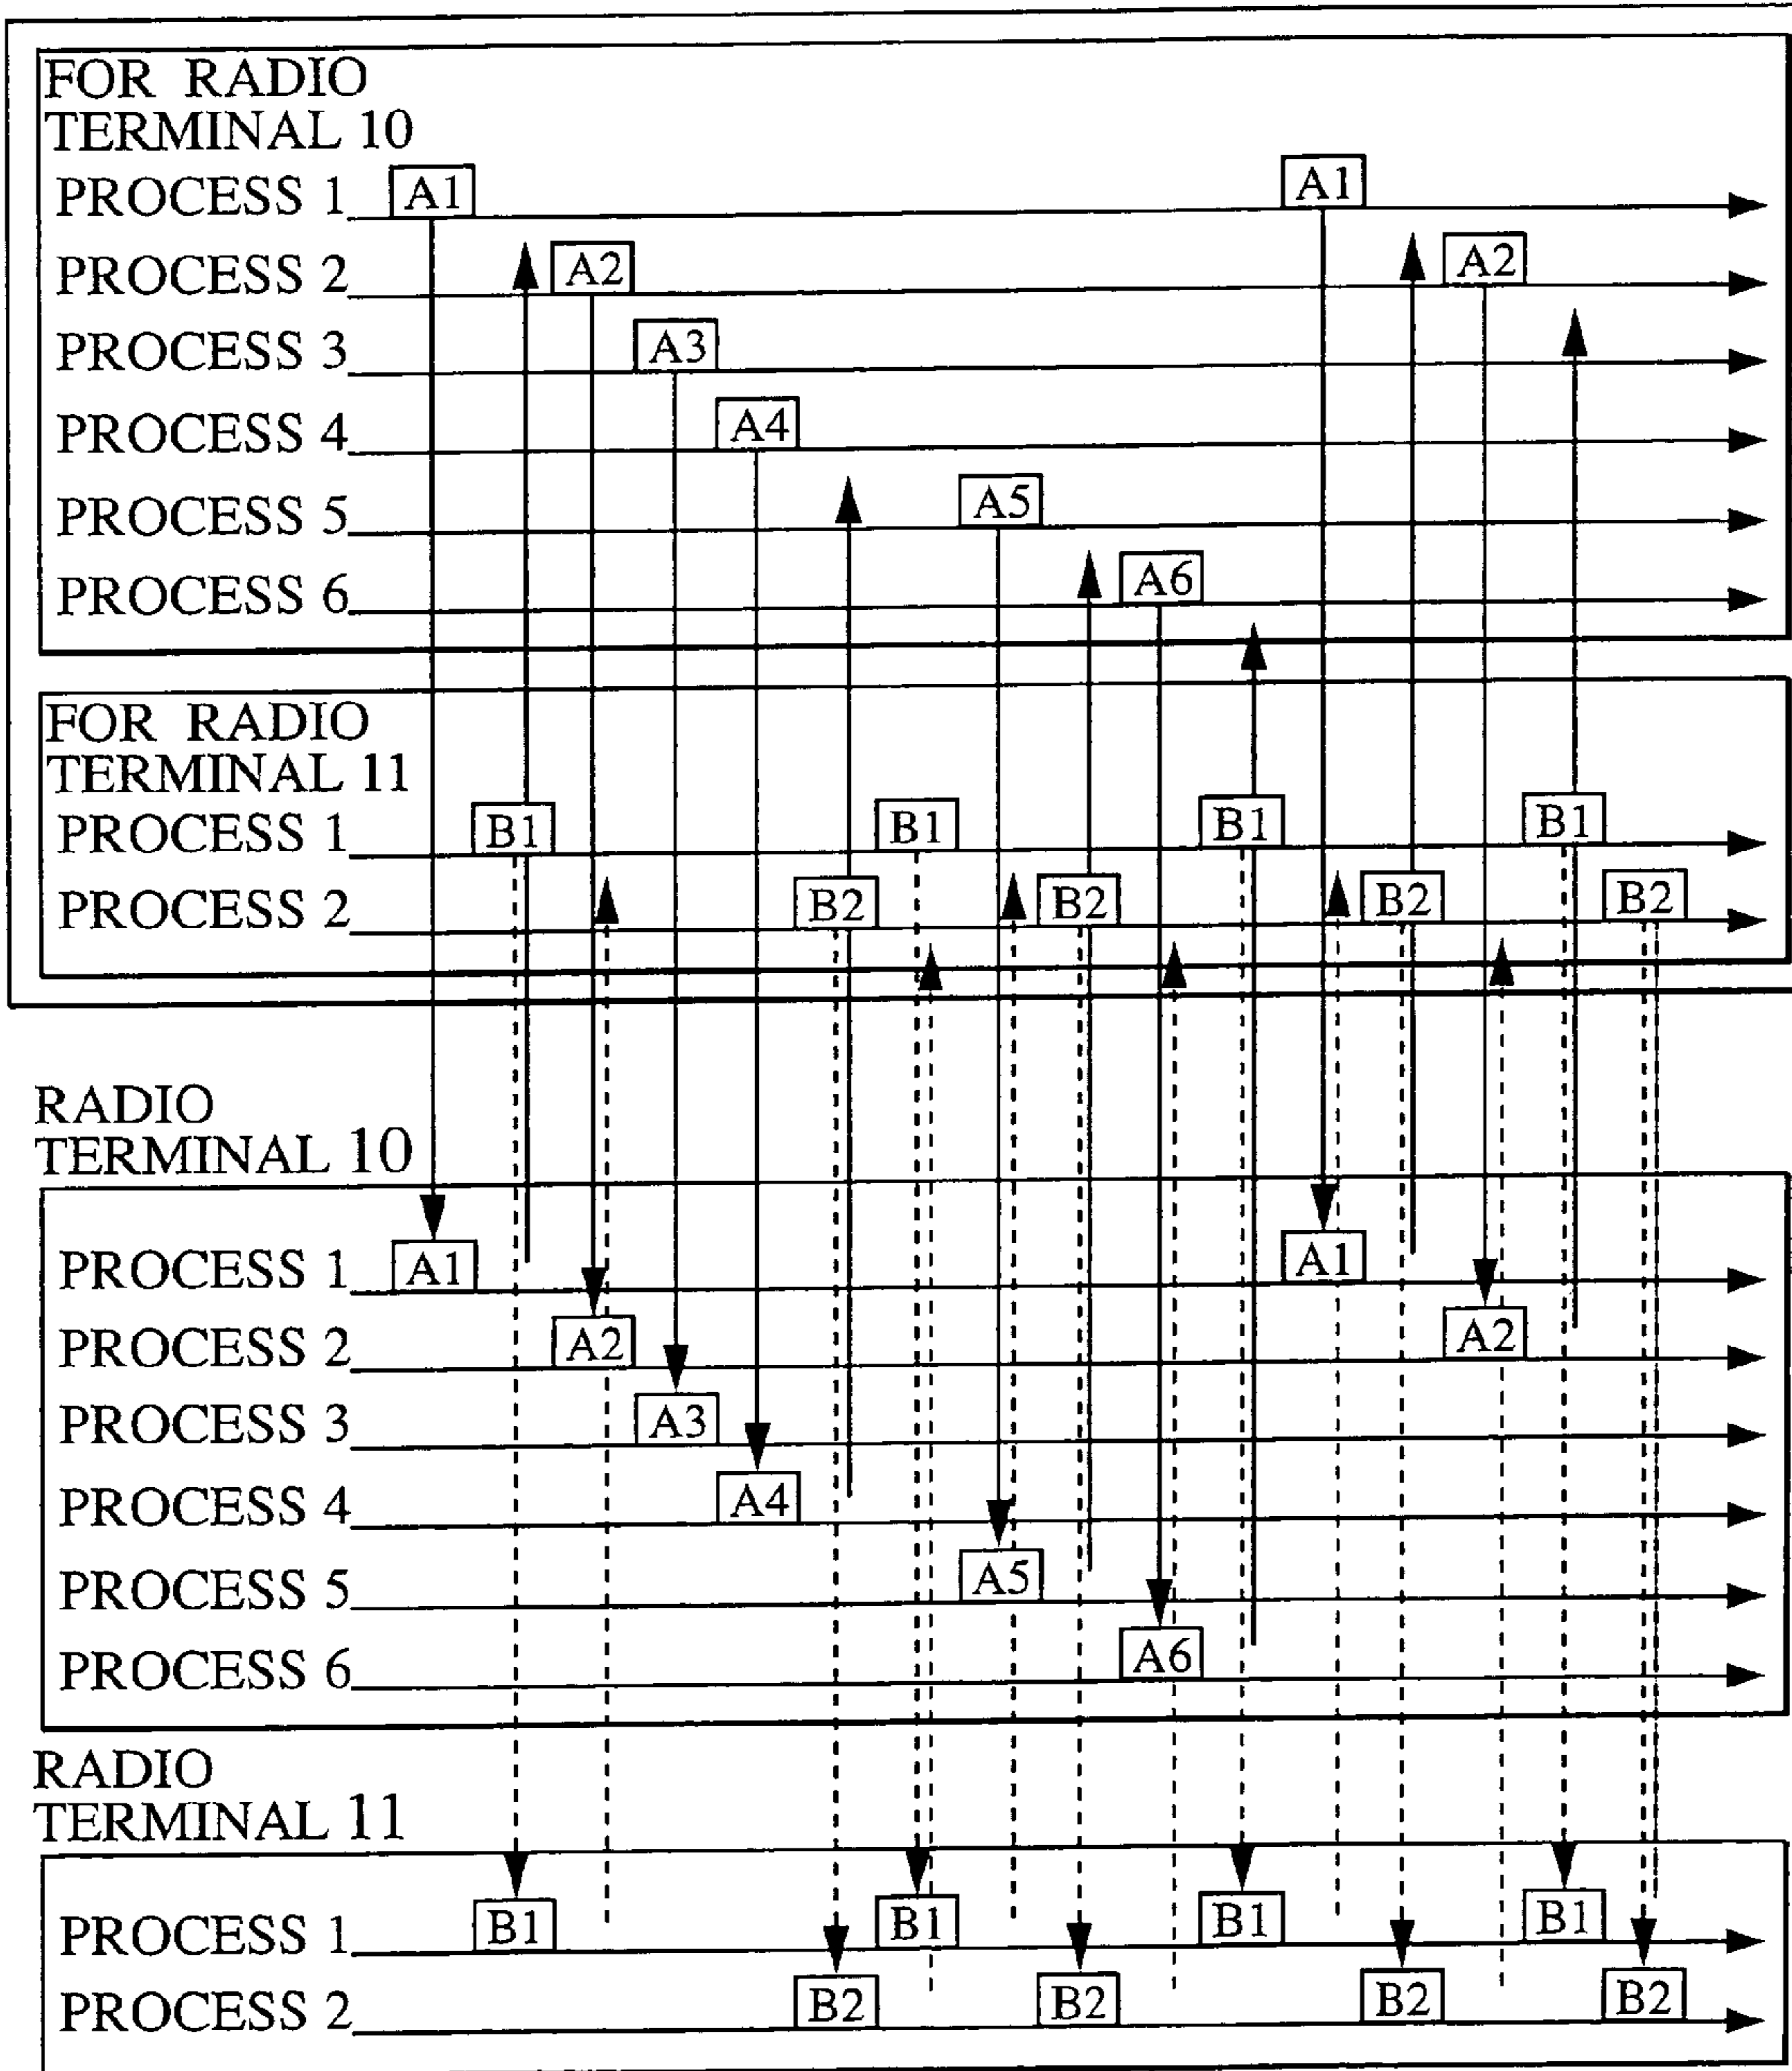 FOR RADIO
TERMINAL 10
PROCESS 1 A1 A1
PROCESS 2 A2 A2
PROCESS 3 A3
PROCESS 4 A4
PROCESS 5 A5
PROCESS 6 A6
FOR RADIO
TERMINAL 11
PROCESS 1 B1 B1 B1 B1
PROCESS 2 B2 B2 B2 B2
RADIO
TERMINAL 10
PROCESS 1 A1 A1
PROCESS 2 A2 A2
PROCESS 3 A3
PROCESS 4 A4
PROCESS 5 A5
PROCESS 6 A6
RADIO
TERMINAL 11
PROCESS 1 B1 B1 B1 B1
PROCESS 2 B2 B2 B2 B2